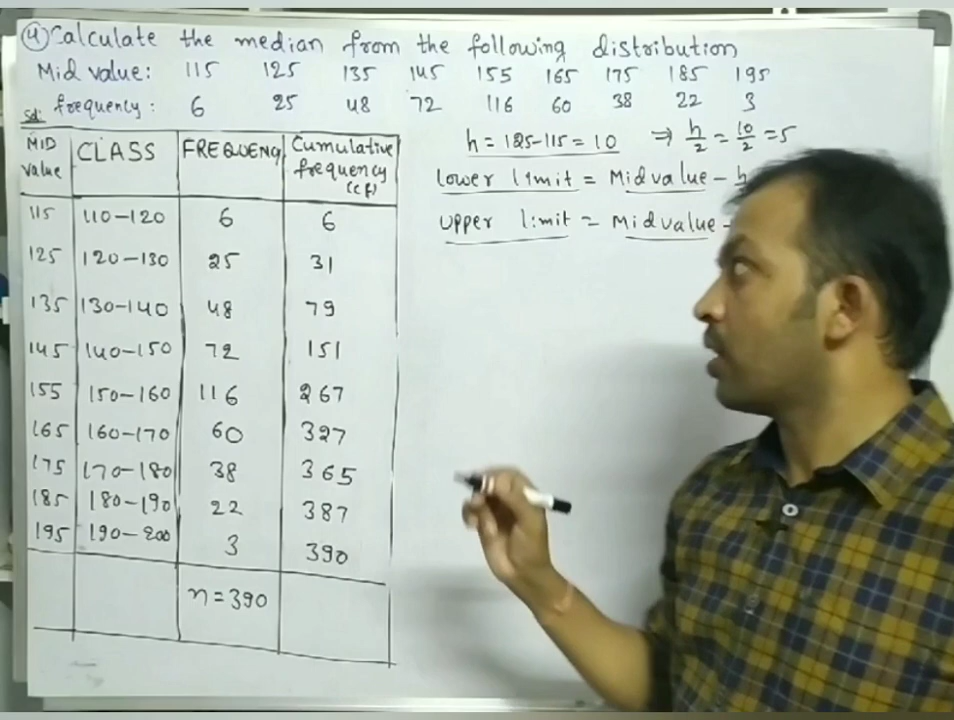 4) Calculate the median from the following distribution
Mid value: 115 125 135 145 155 165 175 185 195
Sol: frequency: 6 25 48 72 116 60 38 22 3
h = 125-115 = 10 ⇒ h/2 = 10/2 = 5
lower limit = Mid value - h
upper limit = Mid value -
MID value CLASS FREQUENCY Cumulative frequency (cf)
115 110-120 6 6
125 120-130 25 31
135 130-140 48 79
145 140-150 72 151
155 150-160 116 267
165 160-170 60 327
175 170-180 38 365
185 180-190 22 387
195 190-200 3 390
n = 390